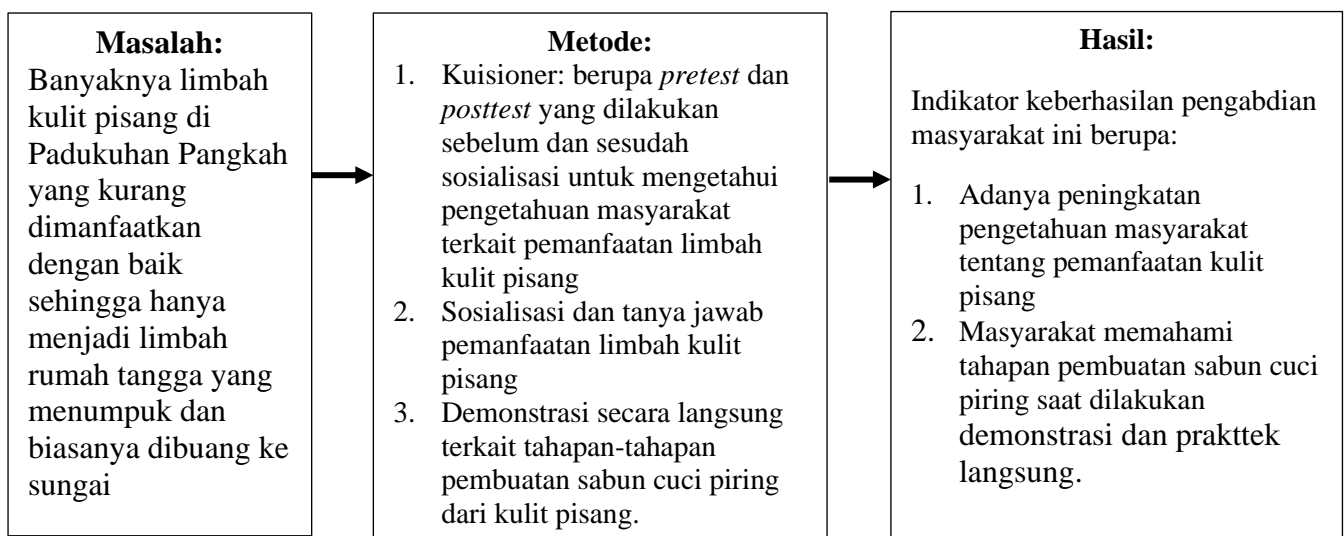 Masalah:
Banyaknya limbah
kulit pisang di
Padukuhan Pangkah
yang kurang
dimanfaatkan
dengan baik
sehingga hanya
menjadi limbah
rumah tangga yang
menumpuk dan
biasanya dibuang ke
sungai
Metode:
1. Kuisioner: berupa pretest dan
posttest yang dilakukan
sebelum dan sesudah
sosialisasi untuk mengetahui
pengetahuan masyarakat
terkait pemanfaatan limbah
kulit pisang
2. Sosialisasi dan tanya jawab
pemanfaatan limbah kulit
pisang
3. Demonstrasi secara langsung
terkait tahapan-tahapan
pembuatan sabun cuci piring
dari kulit pisang.
Hasil:
Indikator keberhasilan pengabdian
masyarakat ini berupa:
1. Adanya peningkatan
pengetahuan masyarakat
tentang pemanfaatan kulit
pisang
2. Masyarakat memahami
tahapan pembuatan sabun cuci
piring saat dilakukan
demonstrasi dan prakttek
langsung.